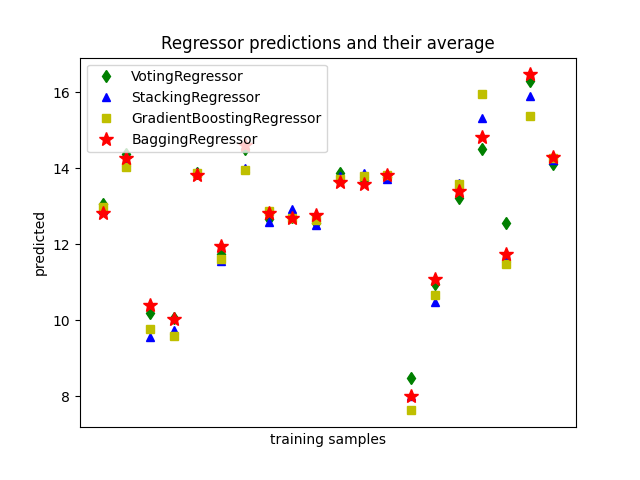 Regressor predictions and their average
VotingRegressor
StackingRegressor
GradientBoostingRegressor
BaggingRegressor
16
14
12
10
8
predicted
training samples